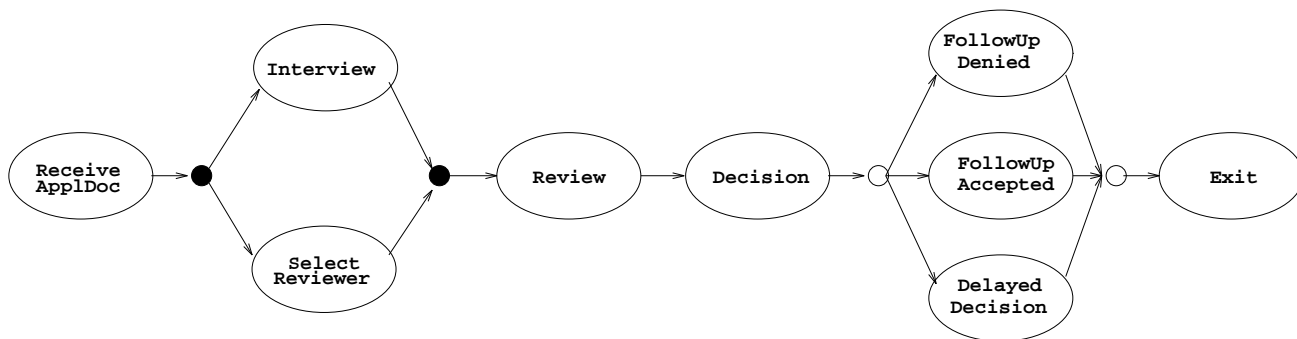 Receive
ApplDoc
Interview
Select
Reviewer
Review
Decision
FollowUp
Denied
FollowUp
Accepted
Delayed
Decision
Exit